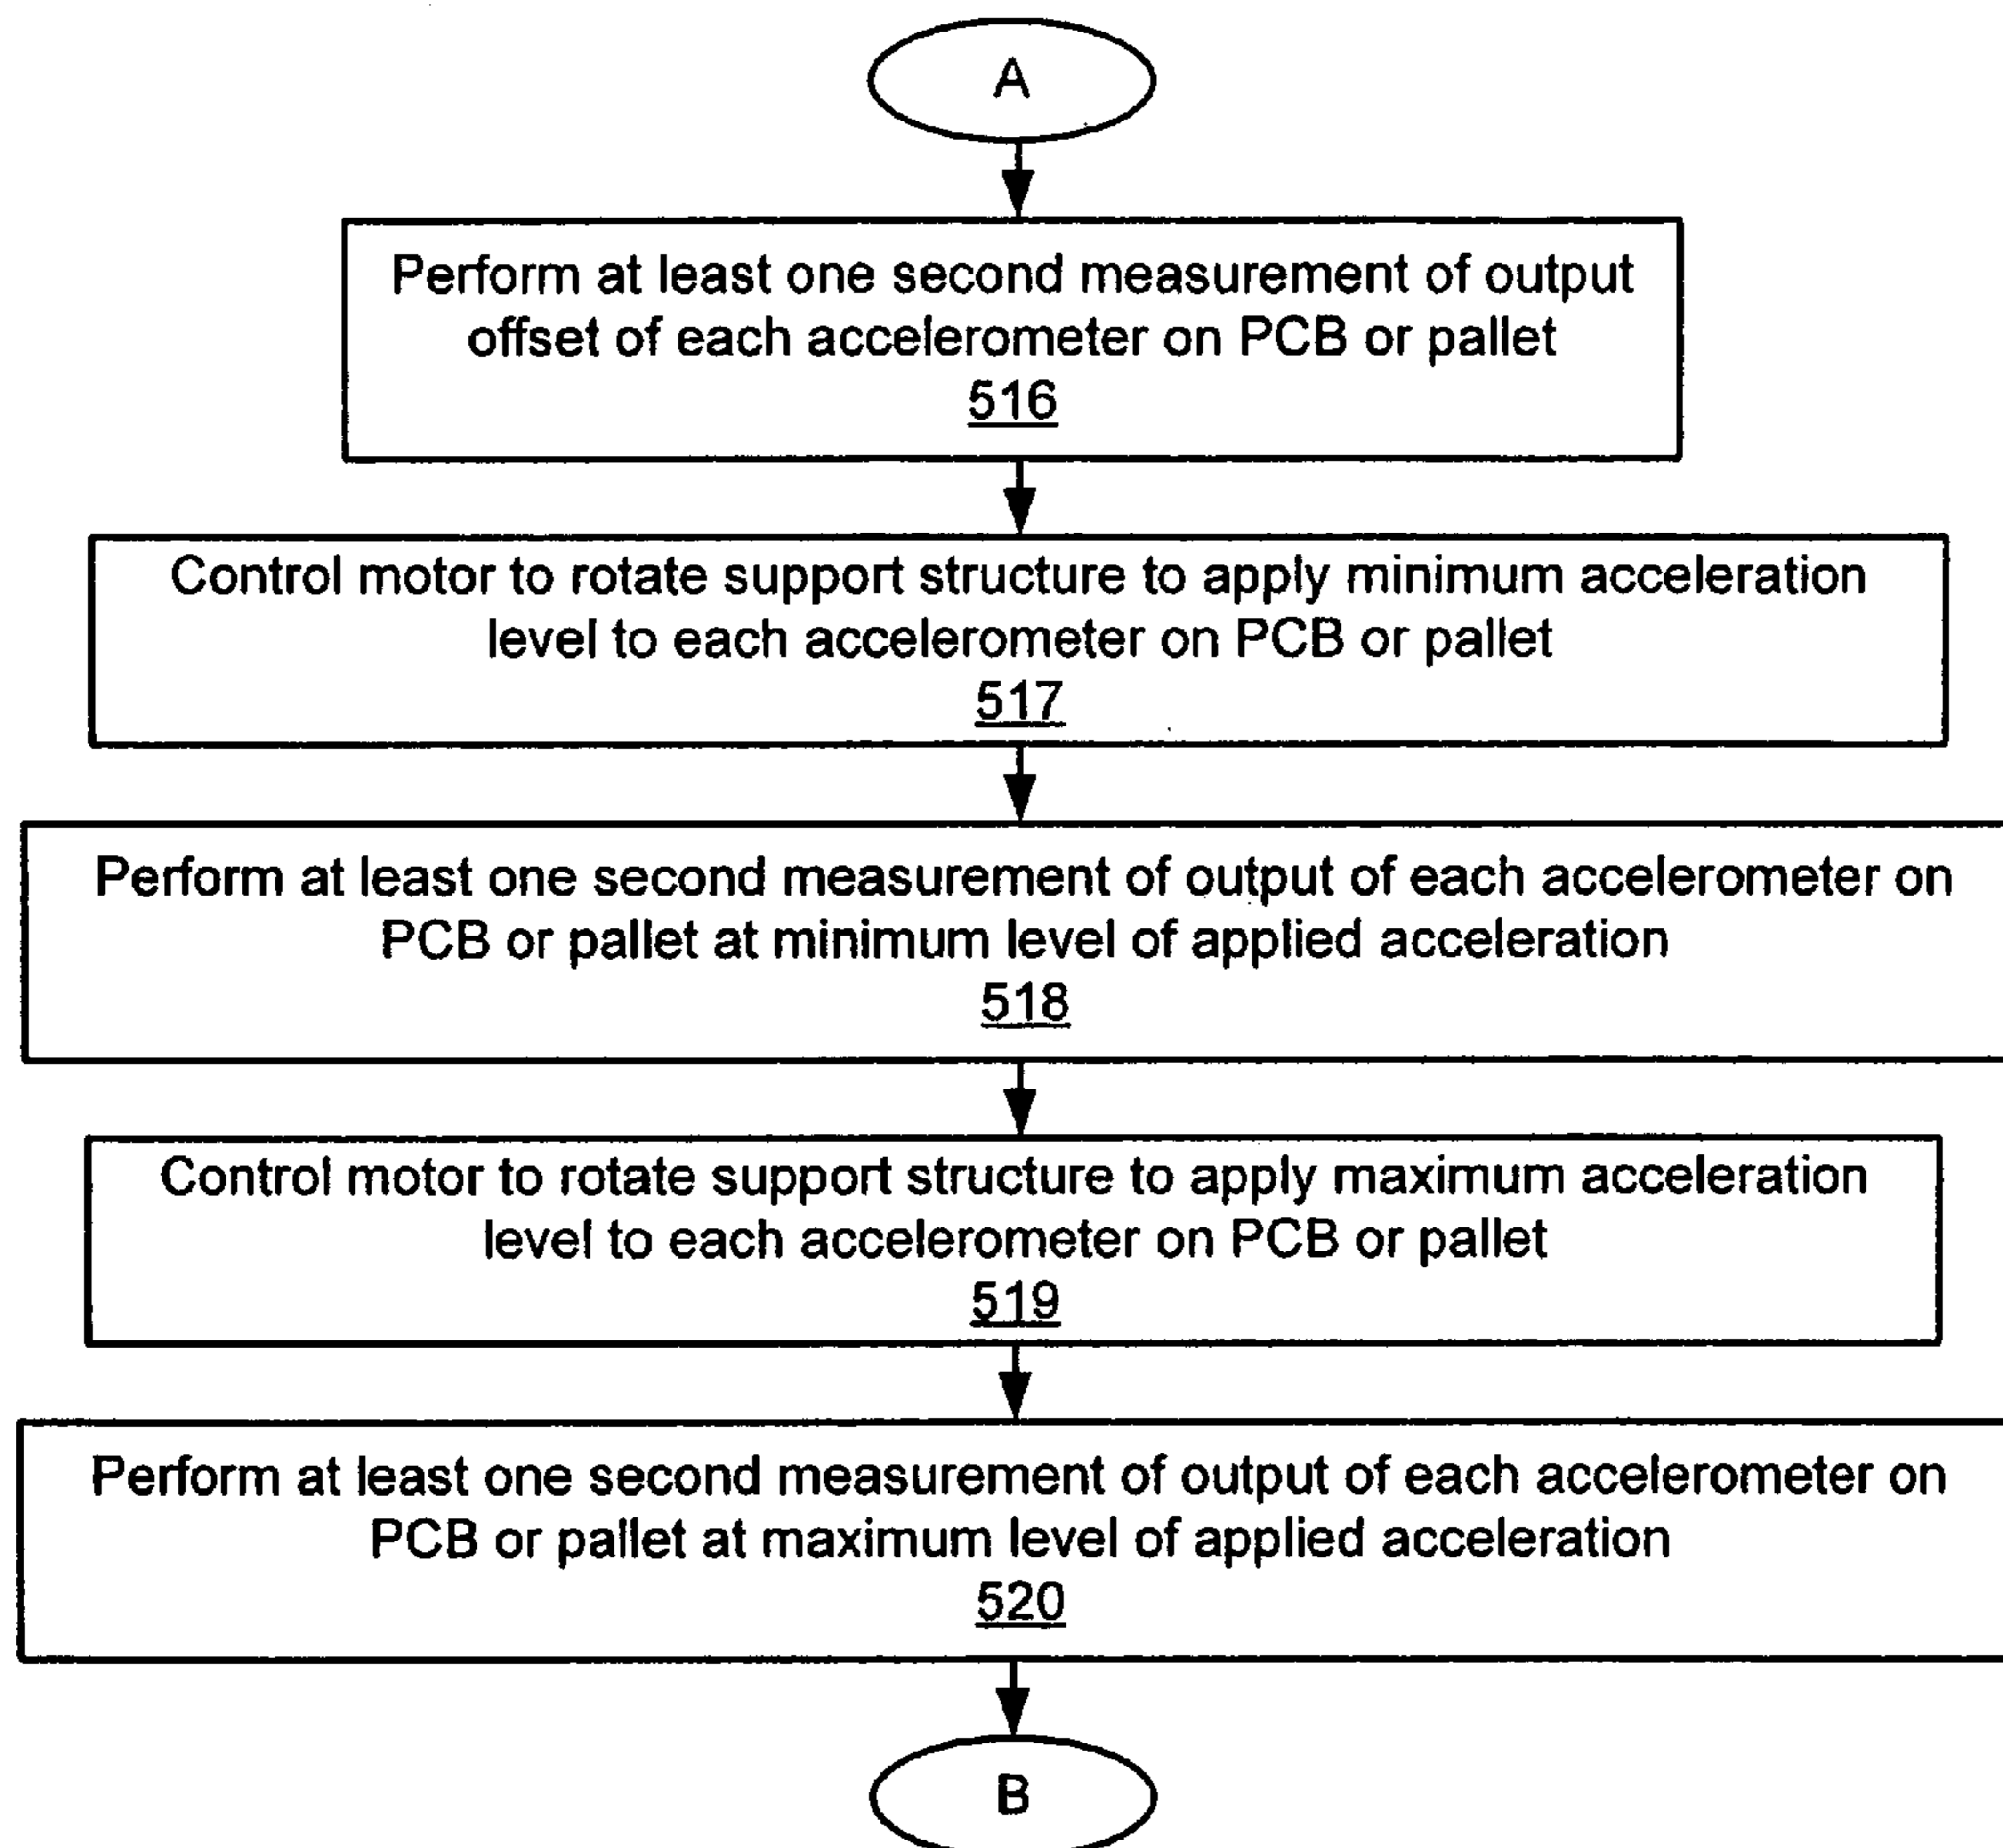 A
Perform at least one second measurement of output
offset of each accelerometer on PCB or pallet
516
Control motor to rotate support structure to apply minimum acceleration
level to each accelerometer on PCB or pallet
517
Perform at least one second measurement of output of each accelerometer on
PCB or pallet at minimum level of applied acceleration
518
Control motor to rotate support structure to apply maximum acceleration
level to each accelerometer on PCB or pallet
519
Perform at least one second measurement of output of each accelerometer on
PCB or pallet at maximum level of applied acceleration
520
B